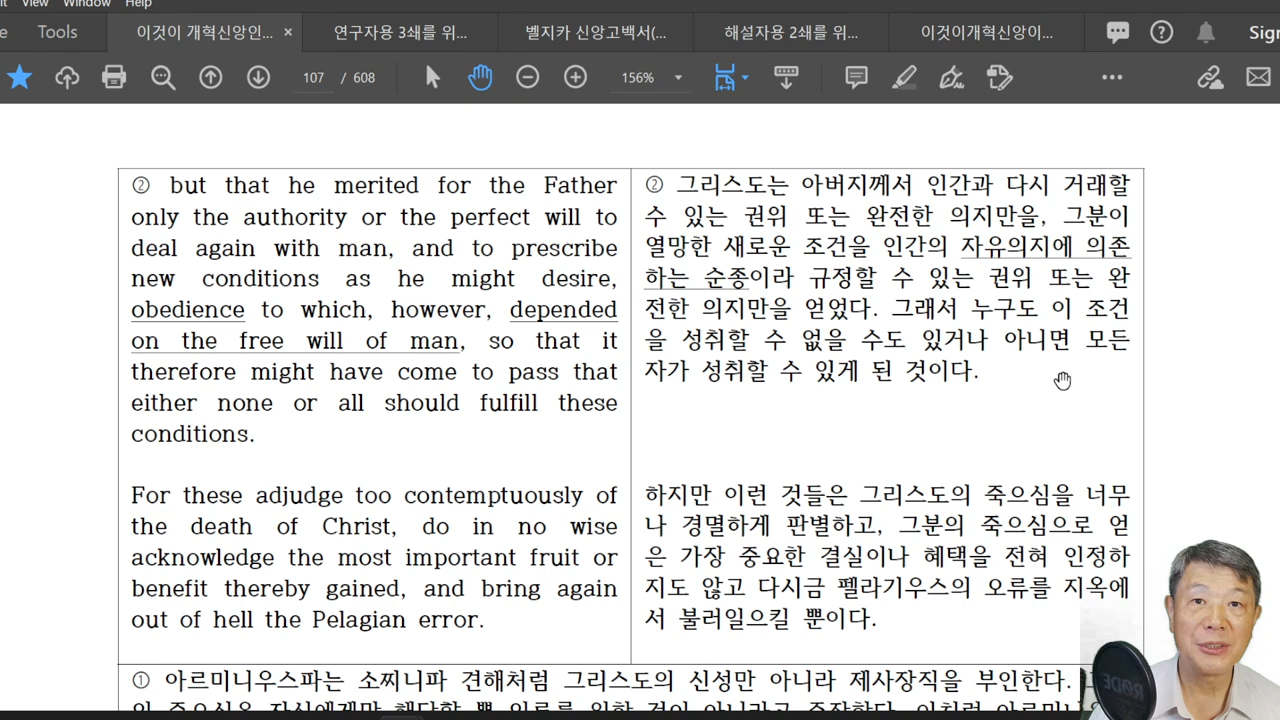 View Window Help
Tools
이것이 개혁신앙인... ×
연구자용 3쇄를 위...
벨지카 신앙고백서(...
해설자용 2쇄를 위...
이것이개혁신앙이...
107 / 608
156%
② but that he merited for the Father
only the authority or the perfect will to
deal again with man, and to prescribe
new conditions as he might desire,
obedience to which, however, depended
on the free will of man, so that it
therefore might have come to pass that
either none or all should fulfill these
conditions.
For these adjudge too contemptuously of
the death of Christ, do in no wise
acknowledge the most important fruit or
benefit thereby gained, and bring again
out of hell the Pelagian error.
② 그리스도는 아버지께서 인간과 다시 거래할
수 있는 권위 또는 완전한 의지만을, 그분이
열망한 새로운 조건을 인간의 자유의지에 의존
하는 순종이라 규정할 수 있는 권위 또는 완
전한 의지만을 얻었다. 그래서 누구도 이 조건
을 성취할 수 없을 수도 있거나 아니면 모든
자가 성취할 수 있게 된 것이다.
하지만 이런 것들은 그리스도의 죽으심을 너무
나 경멸하게 판별하고, 그분의 죽으심으로 얻
은 가장 중요한 결실이나 혜택을 전혀 인정하
지도 않고 다시금 펠라기우스의 오류를 지옥에
서 불러일으킬 뿐이다.
① 아르미니우스파는 소찌니파 견해처럼 그리스도의 신성만 아니라 제사장직을 부인한다.
RØDE